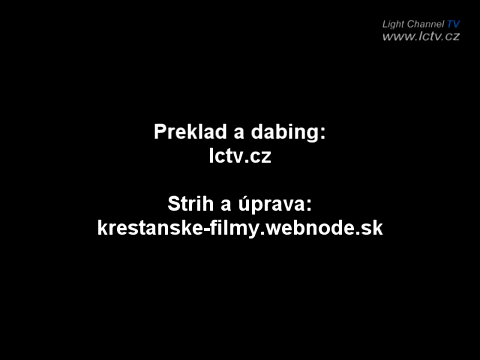 Light Channel TV
www.lctv.cz
Preklad a dabing:
lctv.cz
Strih a úprava:
krestanske-filmy.webnode.sk